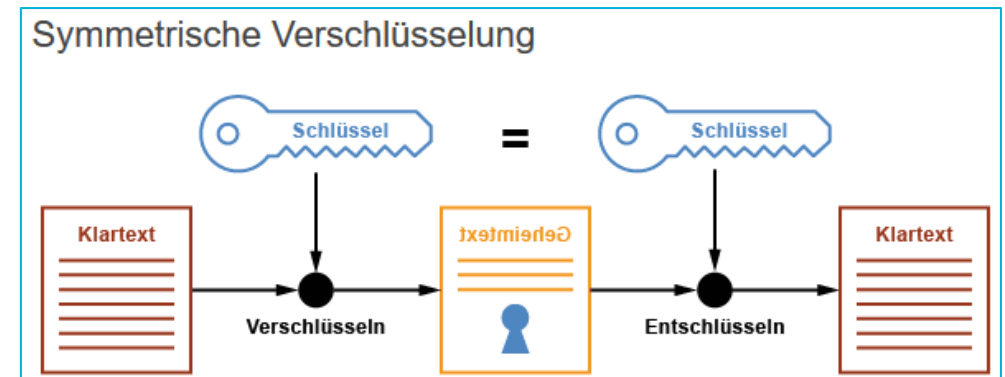 Symmetrische Verschlüsselung
Schlüssel = Schlüssel
Klartext Geheimtext Klartext
Verschlüsseln Entschlüsseln